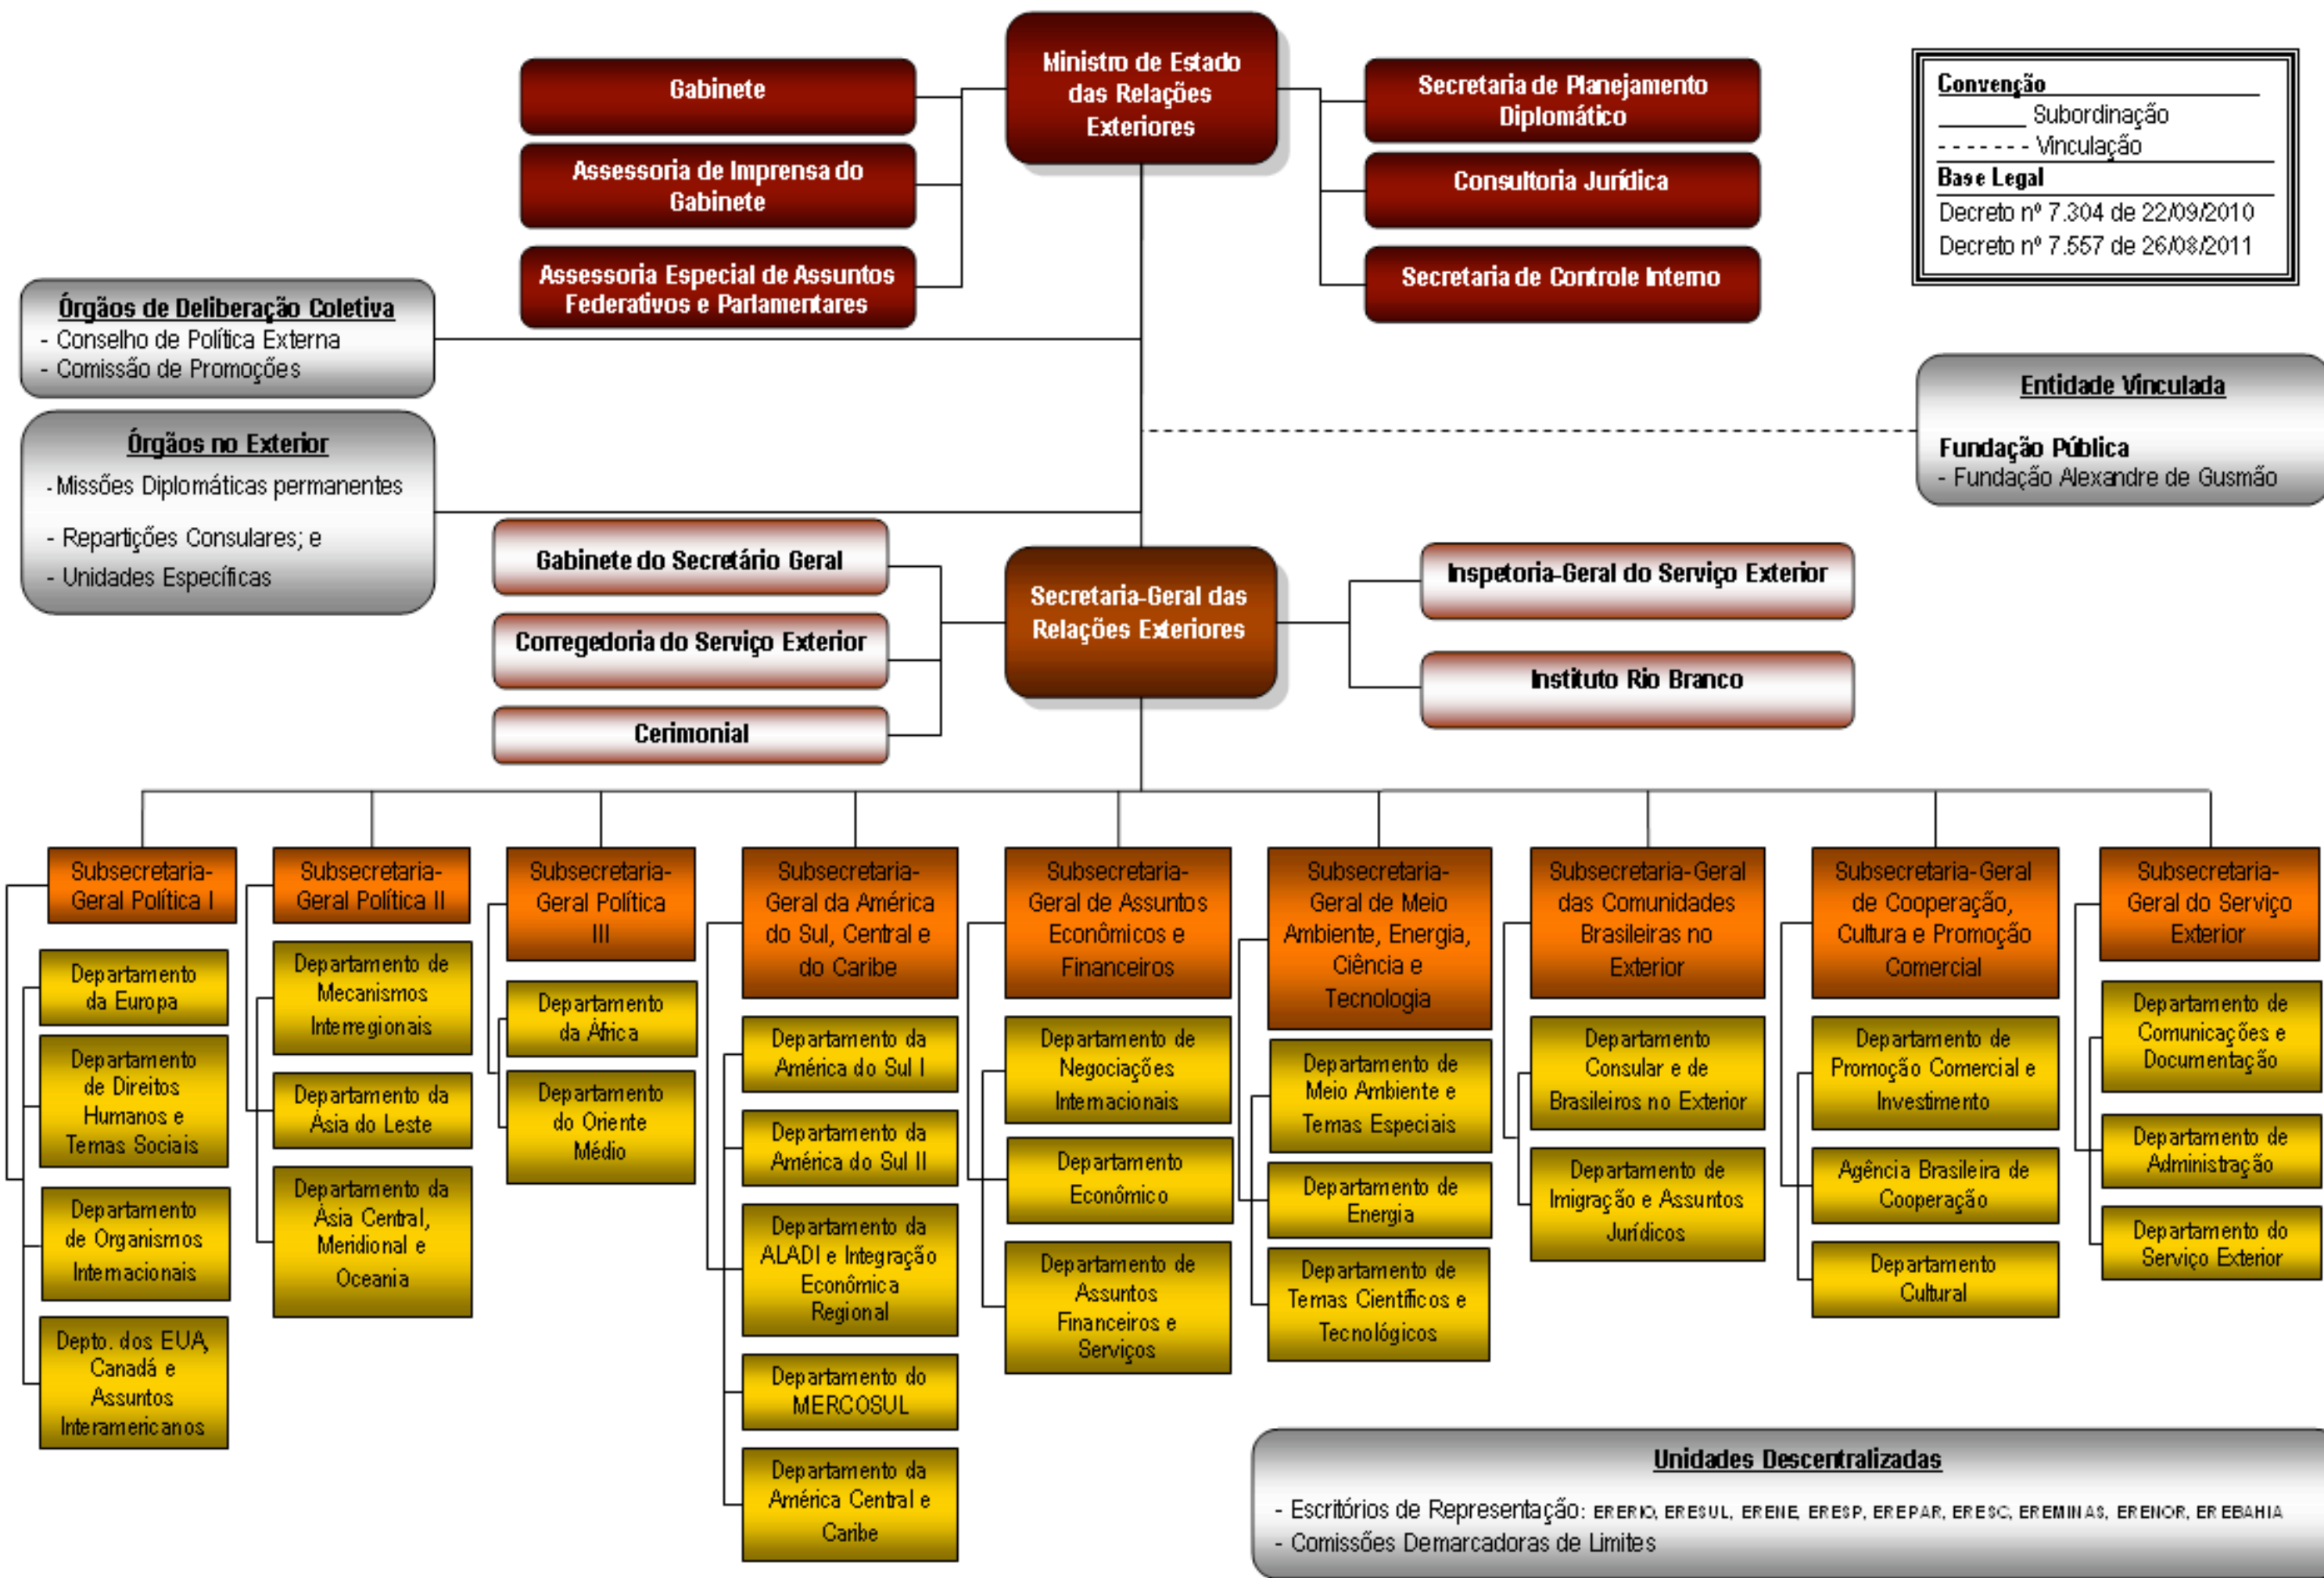 Ministro de Estado
das Relações
Exteriores
Gabinete
Assessoria de Imprensa do
Gabinete
Assessoria Especial de Assuntos
Federativos e Parlamentares
Secretaria de Planejamento
Diplomático
Consultoria Jurídica
Secretaria de Controle Interno
Convenção
Subordinação
Vinculação
Base Legal
Decreto nº 7.304 de 22/09/2010
Decreto nº 7.557 de 26/08/2011
Órgãos de Deliberação Coletiva
- Conselho de Política Externa
- Comissão de Promoções
Órgãos no Exterior
- Missões Diplomáticas permanentes
- Repartições Consulares; e
- Unidades Específicas
Entidade Vinculada
Fundação Pública
- Fundação Alexandre de Gusmão
Gabinete do Secretário Geral
Corregedoria do Serviço Exterior
Cerimonial
Secretaria-Geral das
Relações Exteriores
Inspetoria-Geral do Serviço Exterior
Instituto Rio Branco
Subsecretaria-
Geral Política I
Departamento
da Europa
Departamento
de Direitos
Humanos e
Temas Sociais
Departamento
de Organismos
Internacionais
Depto. dos EUA,
Canadá e
Assuntos
Interamericanos
Subsecretaria-
Geral Política II
Departamento de
Mecanismos
Interregionais
Departamento da
Ásia do Leste
Departamento da
Ásia Central,
Meridional e
Oceania
Subsecretaria-
Geral Política
III
Departamento
da África
Departamento
do Oriente
Médio
Subsecretaria-
Geral da América
do Sul, Central e
do Caribe
Departamento da
América do Sul I
Departamento da
América do Sul II
Departamento da
ALADI e Integração
Econômica
Regional
Departamento do
MERCOSUL
Departamento da
América Central e
Caribe
Subsecretaria-
Geral de Assuntos
Econômicos e
Financeiros
Departamento de
Negociações
Internacionais
Departamento
Econômico
Departamento de
Assuntos
Financeiros e
Serviços
Subsecretaria-
Geral de Meio
Ambiente, Energia,
Ciência e
Tecnologia
Departamento de
Meio Ambiente e
Temas Especiais
Departamento de
Energia
Departamento de
Temas Científicos e
Tecnológicos
Subsecretaria-Geral
das Comunidades
Brasileiras no
Exterior
Departamento
Consular e de
Brasileiros no Exterior
Departamento de
Imigração e Assuntos
Jurídicos
Subsecretaria-Geral
de Cooperação,
Cultura e Promoção
Comercial
Departamento de
Promoção Comercial e
Investimento
Agência Brasileira de
Cooperação
Departamento
Cultural
Subsecretaria-
Geral do Serviço
Exterior
Departamento de
Comunicações e
Documentação
Departamento de
Administração
Departamento do
Serviço Exterior
Unidades Descentralizadas
- Escritórios de Representação: ERERIO, ERESUL, ERENE, ERESP, EREPAR, ERESC, EREMINAS, ERENOR, EREBAHIA
- Comissões Demarcadoras de Limites